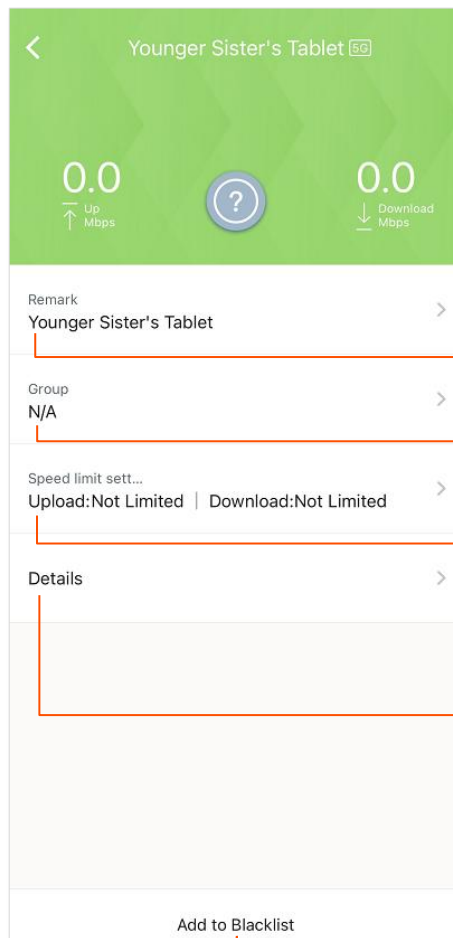 Younger Sister's Tablet 5G
0.0
Up
Mbps
?
0.0
Download
Mbps
Remark
Younger Sister's Tablet
Group
N/A
Speed limit sett...
Upload:Not Limited | Download:Not Limited
Details
Add to Blacklist